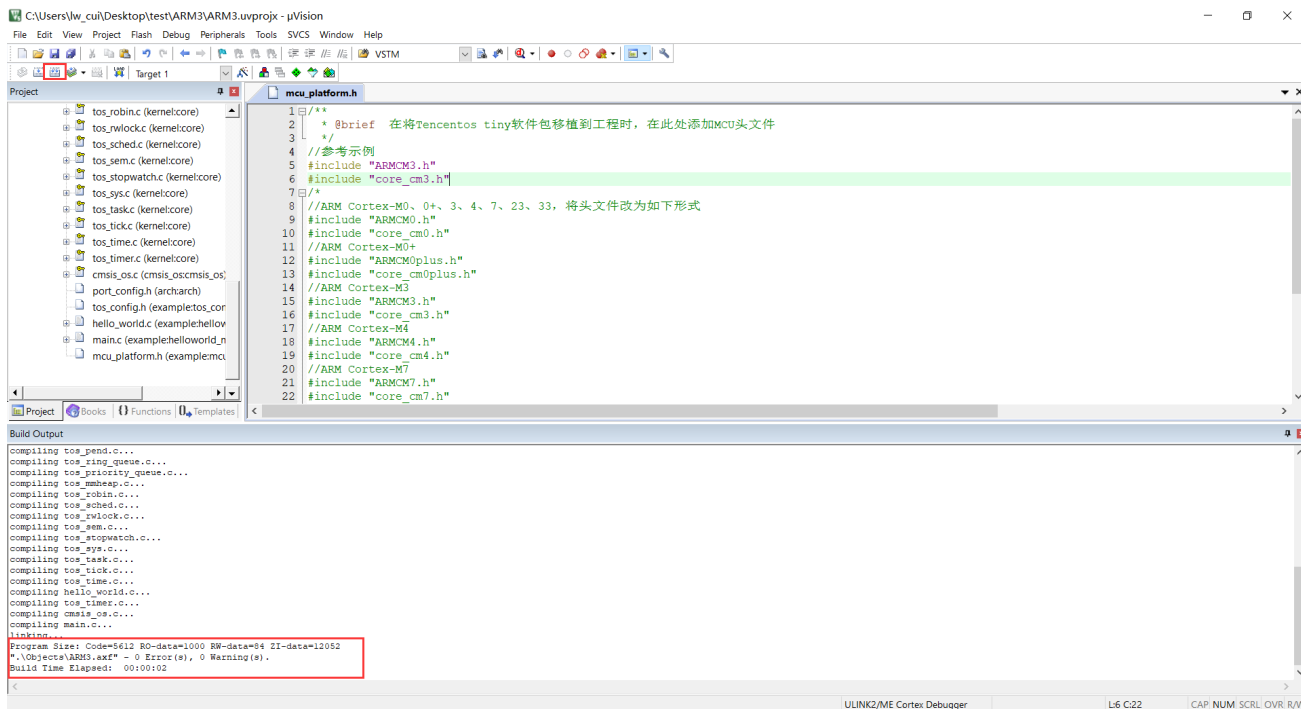 C:\Users\lw_cui\Desktop\test\ARM3\ARM3.uvprojx - µVision
File Edit View Project Flash Debug Peripherals Tools SVCS Window Help
VSTM
LOAD Target 1
Project
mcu_platform.h
tos_robin.c (kernel:core)
tos_rwlock.c (kernel:core)
tos_sched.c (kernel:core)
tos_sem.c (kernel:core)
tos_stopwatch.c (kernel:core)
tos_sys.c (kernel:core)
tos_task.c (kernel:core)
tos_tick.c (kernel:core)
tos_time.c (kernel:core)
tos_timer.c (kernel:core)
cmsis_os.c (cmsis_os:cmsis_os)
port_config.h (arch:arch)
tos_config.h (example:tos_con
hello_world.c (example:hellow
main.c (example:helloworld_n
mcu_platform.h (example:mcu
Project Books Functions Templates
1 /**
2 * @brief 在将Tencentos tiny软件包移植到工程时，在此处添加MCU头文件
3 */
4 //参考示例
5 #include "ARMCM3.h"
6 #include "core_cm3.h"
7 /*
8 //ARM Cortex-M0、0+、3、4、7、23、33，将头文件改为如下形式
9 #include "ARMCM0.h"
10 #include "core_cm0.h"
11 //ARM Cortex-M0+
12 #include "ARMCM0plus.h"
13 #include "core_cm0plus.h"
14 //ARM Cortex-M3
15 #include "ARMCM3.h"
16 #include "core_cm3.h"
17 //ARM Cortex-M4
18 #include "ARMCM4.h"
19 #include "core_cm4.h"
20 //ARM Cortex-M7
21 #include "ARMCM7.h"
22 #include "core_cm7.h"
Build Output
compiling tos_pend.c...
compiling tos_ring_queue.c...
compiling tos_priority_queue.c...
compiling tos_mmheap.c...
compiling tos_robin.c...
compiling tos_sched.c...
compiling tos_rwlock.c...
compiling tos_sem.c...
compiling tos_stopwatch.c...
compiling tos_sys.c...
compiling tos_task.c...
compiling tos_tick.c...
compiling tos_time.c...
compiling hello_world.c...
compiling tos_timer.c...
compiling cmsis_os.c...
compiling main.c...
linking...
Program Size: Code=5612 RO-data=1000 RW-data=84 ZI-data=12052
".\Objects\ARM3.axf" - 0 Error(s), 0 Warning(s).
Build Time Elapsed: 00:00:02
ULINK2/ME Cortex Debugger L:6 C:22 CAP NUM SCRL OVR R/W